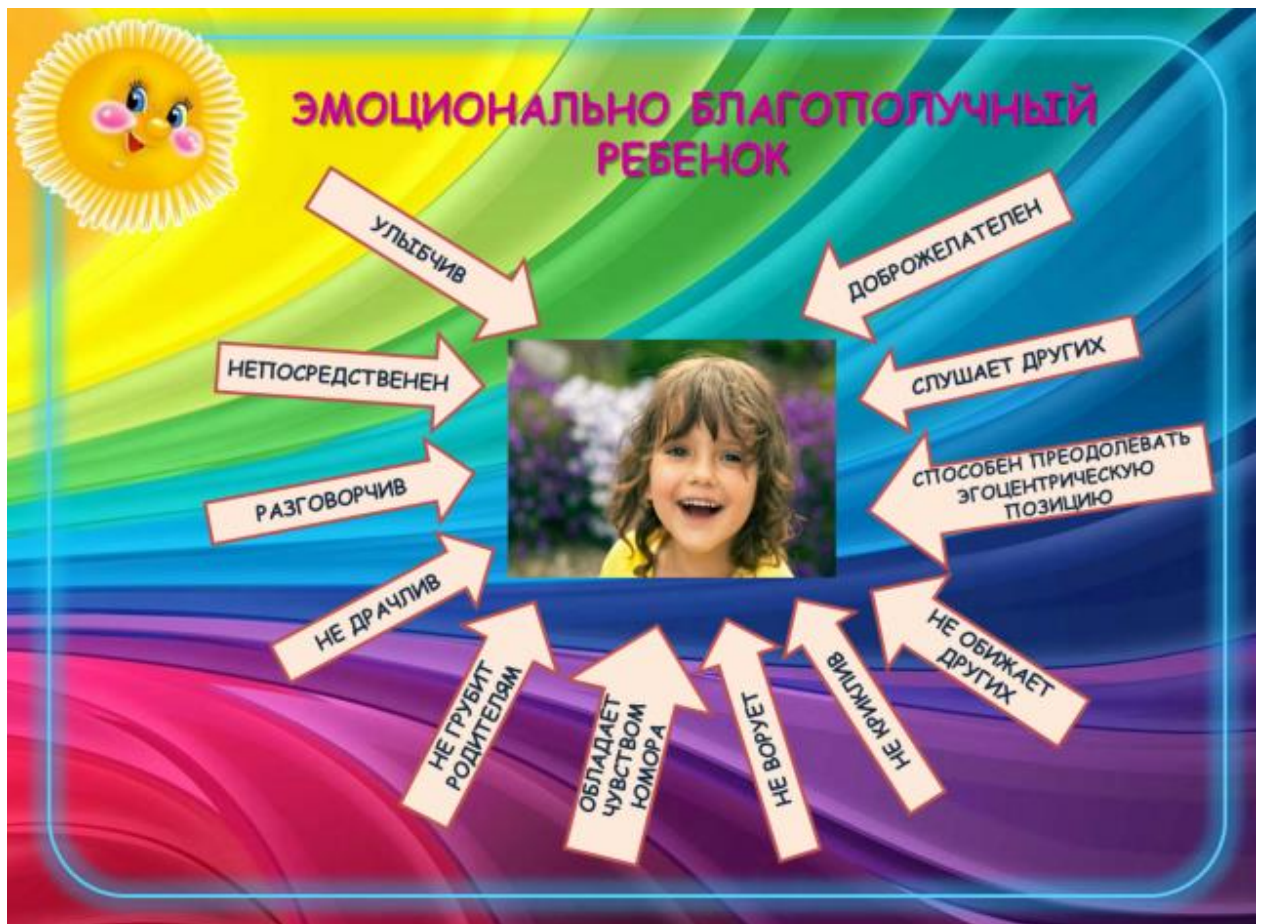 ЭМОЦИОНАЛЬНО БЛАГОПОЛУЧНЫЙ
РЕБЕНОК
УЛЫБЧИВ
ДОБРОЖЕЛАТЕЛЕН
НЕПОСРЕДСТВЕНЕН
СЛУШАЕТ ДРУГИХ
РАЗГОВОРЧИВ
СПОСОБЕН ПРЕОДОЛЕВАТЬ
ЭГОЦЕНТРИЧЕСКУЮ
ПОЗИЦИЮ
НЕ ДРАЧЛИВ
НЕ ГРУБИТ
РОДИТЕЛЯМ
ОБЛАДАЕТ
ЧУВСТВОМ
ЮМОРА
НЕ ВОРУЕТ
НЕ КРИКЛИВ
НЕ ОБИЖАЕТ
ДРУГИХ